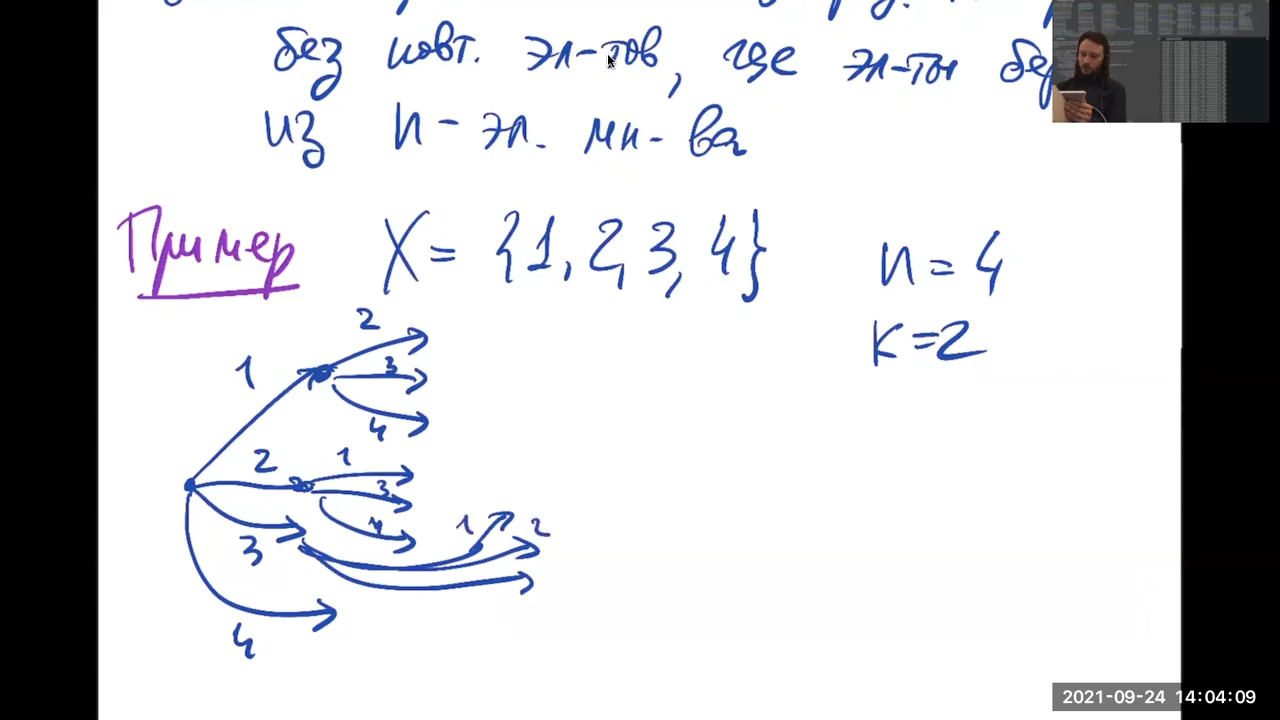 без повт. эл-тов, где эл-ты бер
из n - эл. мн-ва
Пример X = {1, 2, 3, 4} n = 4
k = 2
2
1 3
4
2 1
3
4
3 1 2
4
2021-09-24 14:04:09